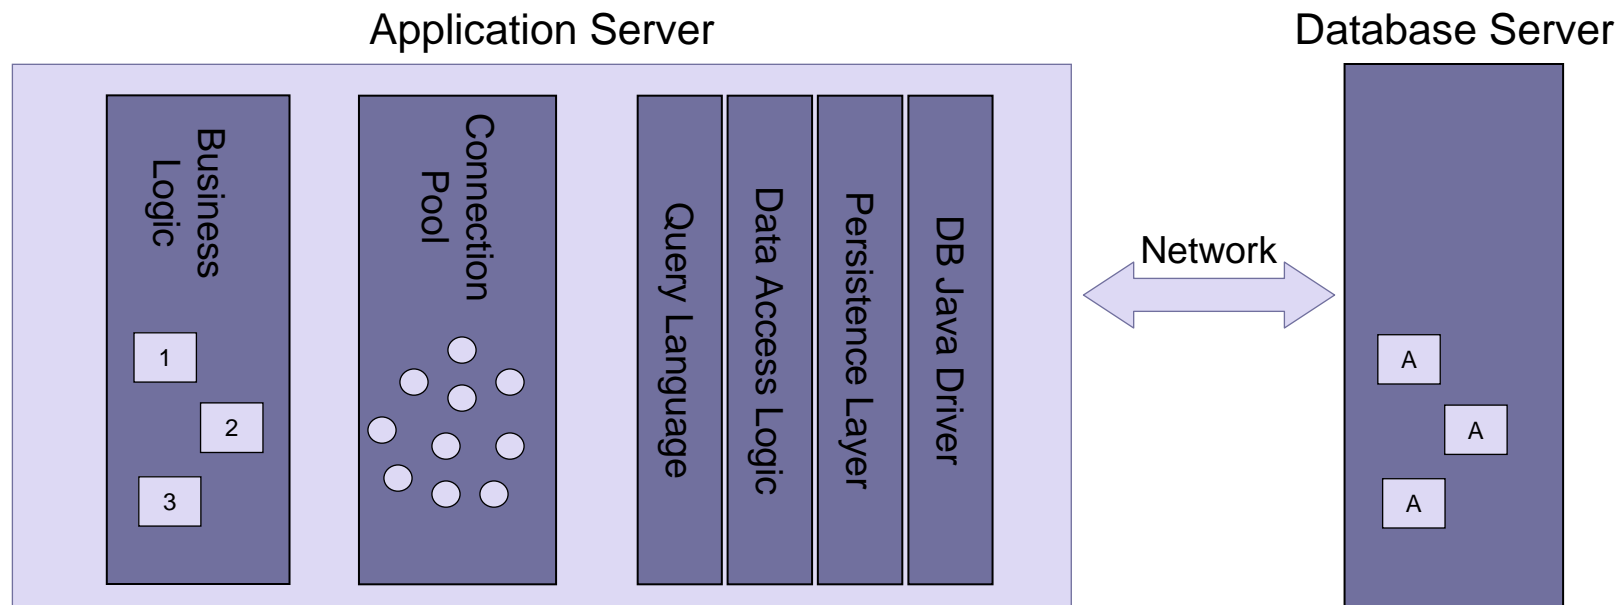 Application Server
Database Server
Business
Logic
Connection
Pool
Query Language
Data Access Logic
Persistence Layer
DB Java Driver
Network
1
2
3
A
A
A